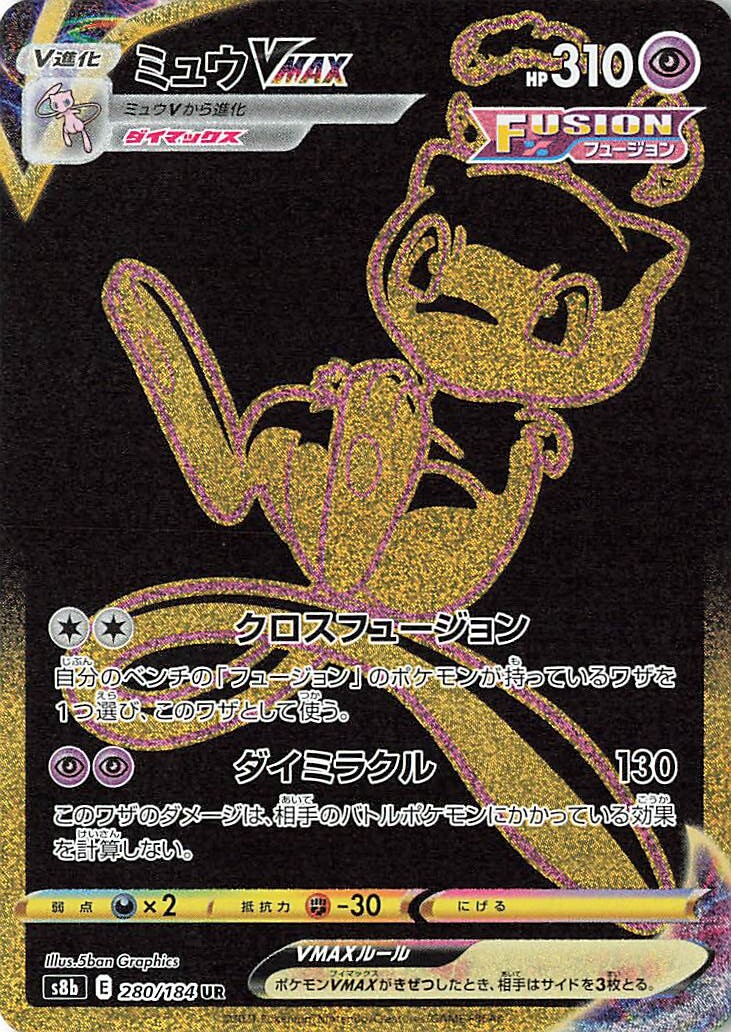 V進化
ミュウVMAX
HP 310
ミュウVから進化
ダイマックス
FUSION
フュージョン
クロスフュージョン
自分のベンチの「フュージョン」のポケモンが持っているワザを
1つ選び、このワザとして使う。
ダイミラクル 130
このワザのダメージは、相手のバトルポケモンにかかっている効果
を計算しない。
弱点 ×2 抵抗力 -30 にげる
Illus.5ban Graphics
VMAXルール
ポケモンVMAXがきぜつしたとき、相手はサイドを3枚とる。
s8b E 280/184 UR